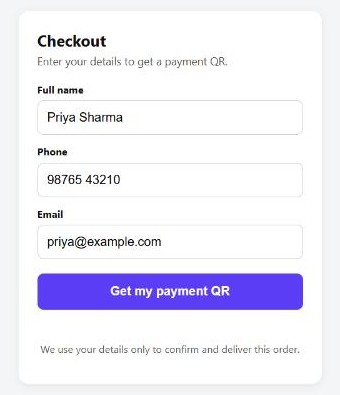 Checkout
Enter your details to get a payment QR.
Full name
Priya Sharma
Phone
98765 43210
Email
priya@example.com
Get my payment QR
We use your details only to confirm and deliver this order.